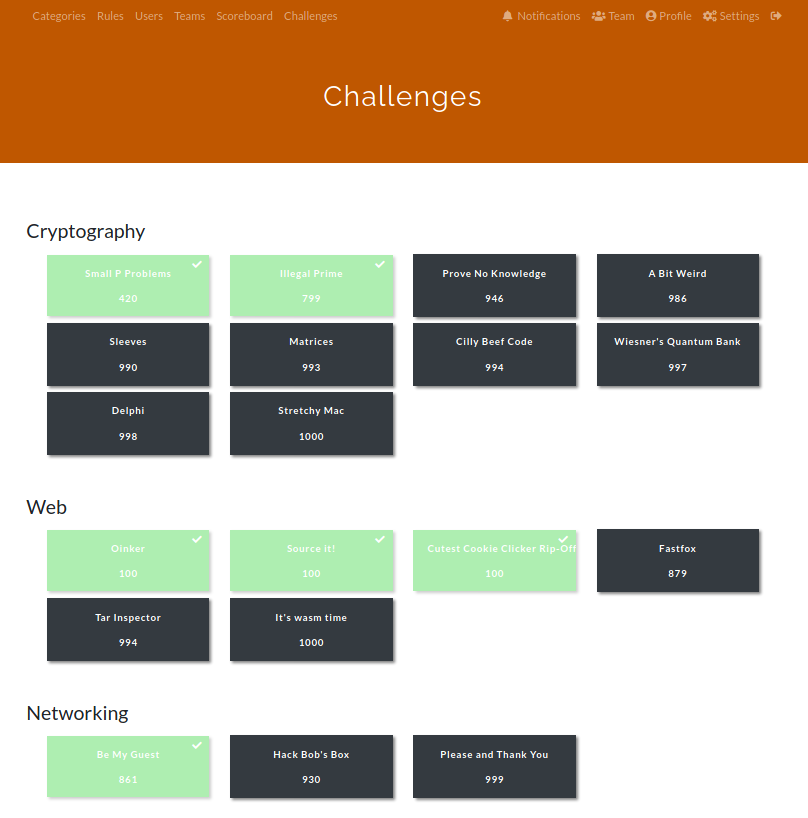 Categories Rules Users Teams Scoreboard Challenges Notifications Team Profile Settings
Challenges
Cryptography
Small P Problems
420
Illegal Prime
799
Prove No Knowledge
946
A Bit Weird
986
Sleeves
990
Matrices
993
Cilly Beef Code
994
Wiesner's Quantum Bank
997
Delphi
998
Stretchy Mac
1000
Web
Oinker
100
Source it!
100
Cutest Cookie Clicker Rip-Off
100
Fastfox
879
Tar Inspector
994
It's wasm time
1000
Networking
Be My Guest
861
Hack Bob's Box
930
Please and Thank You
999